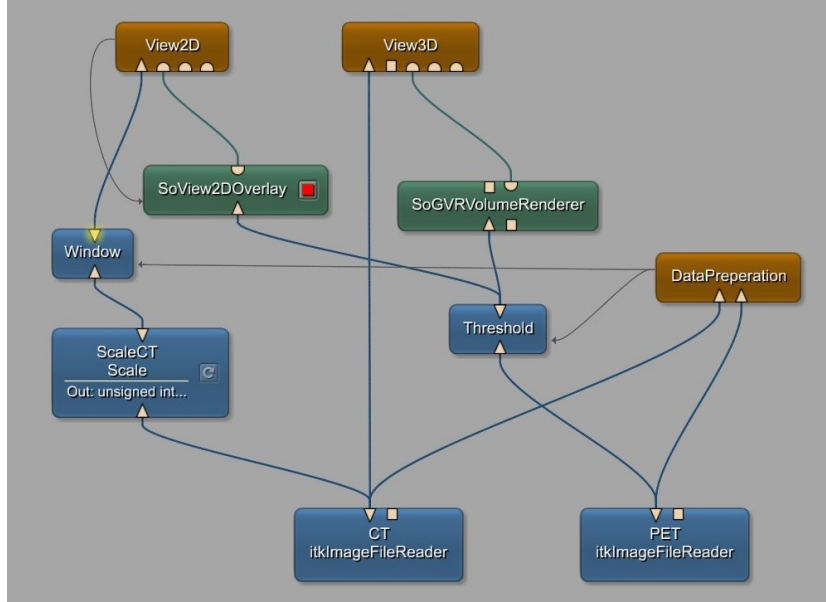 View2D
View3D
SoView2DOverlay
SoGVRVolumeRenderer
Window
DataPreperation
Threshold
ScaleCT
Scale
Out: unsigned int...
CT
itkImageFileReader
PET
itkImageFileReader